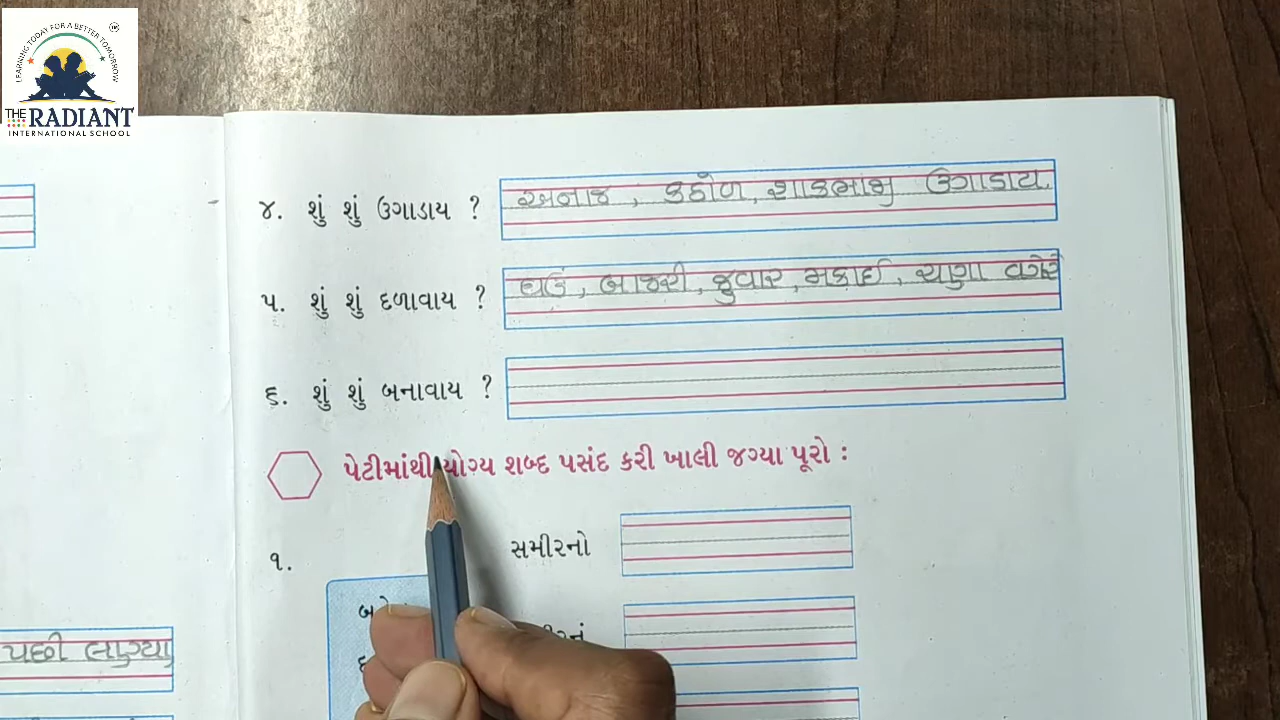 LEARNING TODAY FOR A BETTER TOMORROW
THE RADIANT
INTERNATIONAL SCHOOL
૪. શું શું ઉગાડાય ? અનાજ , કઠોળ, શાકભાજી ઉગાડાય.
૫. શું શું દળાવાય ? ઘઉં , બાજરી, જુવાર, મકાઈ, ચણા વગેરે
૬. શું શું બનાવાય ?
પેટીમાંથી યોગ્ય શબ્દ પસંદ કરી ખાલી જગ્યા પૂરો :
૧. સમીરનો
પછી લાગ્યા